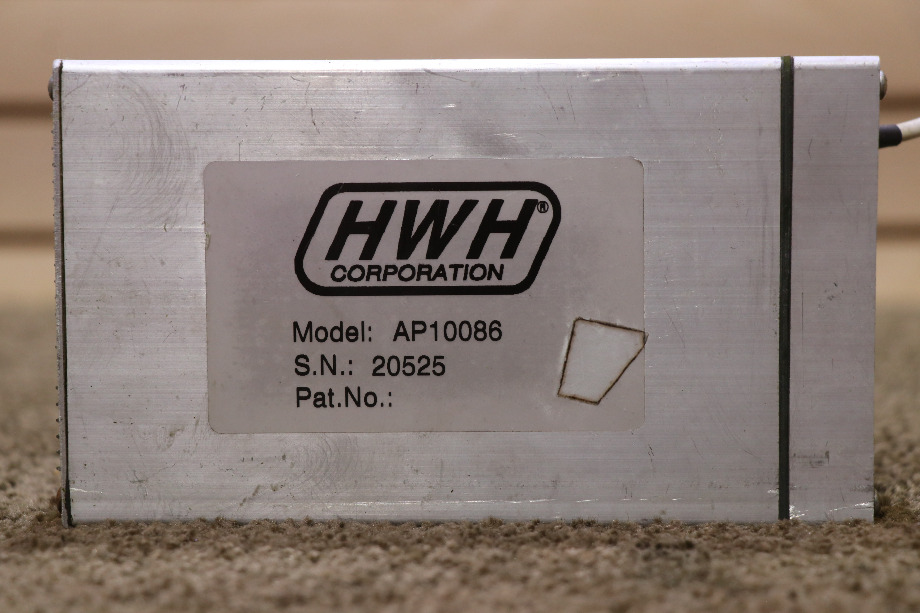 HWH®
CORPORATION
Model: AP10086
S.N.: 20525
Pat.No.: